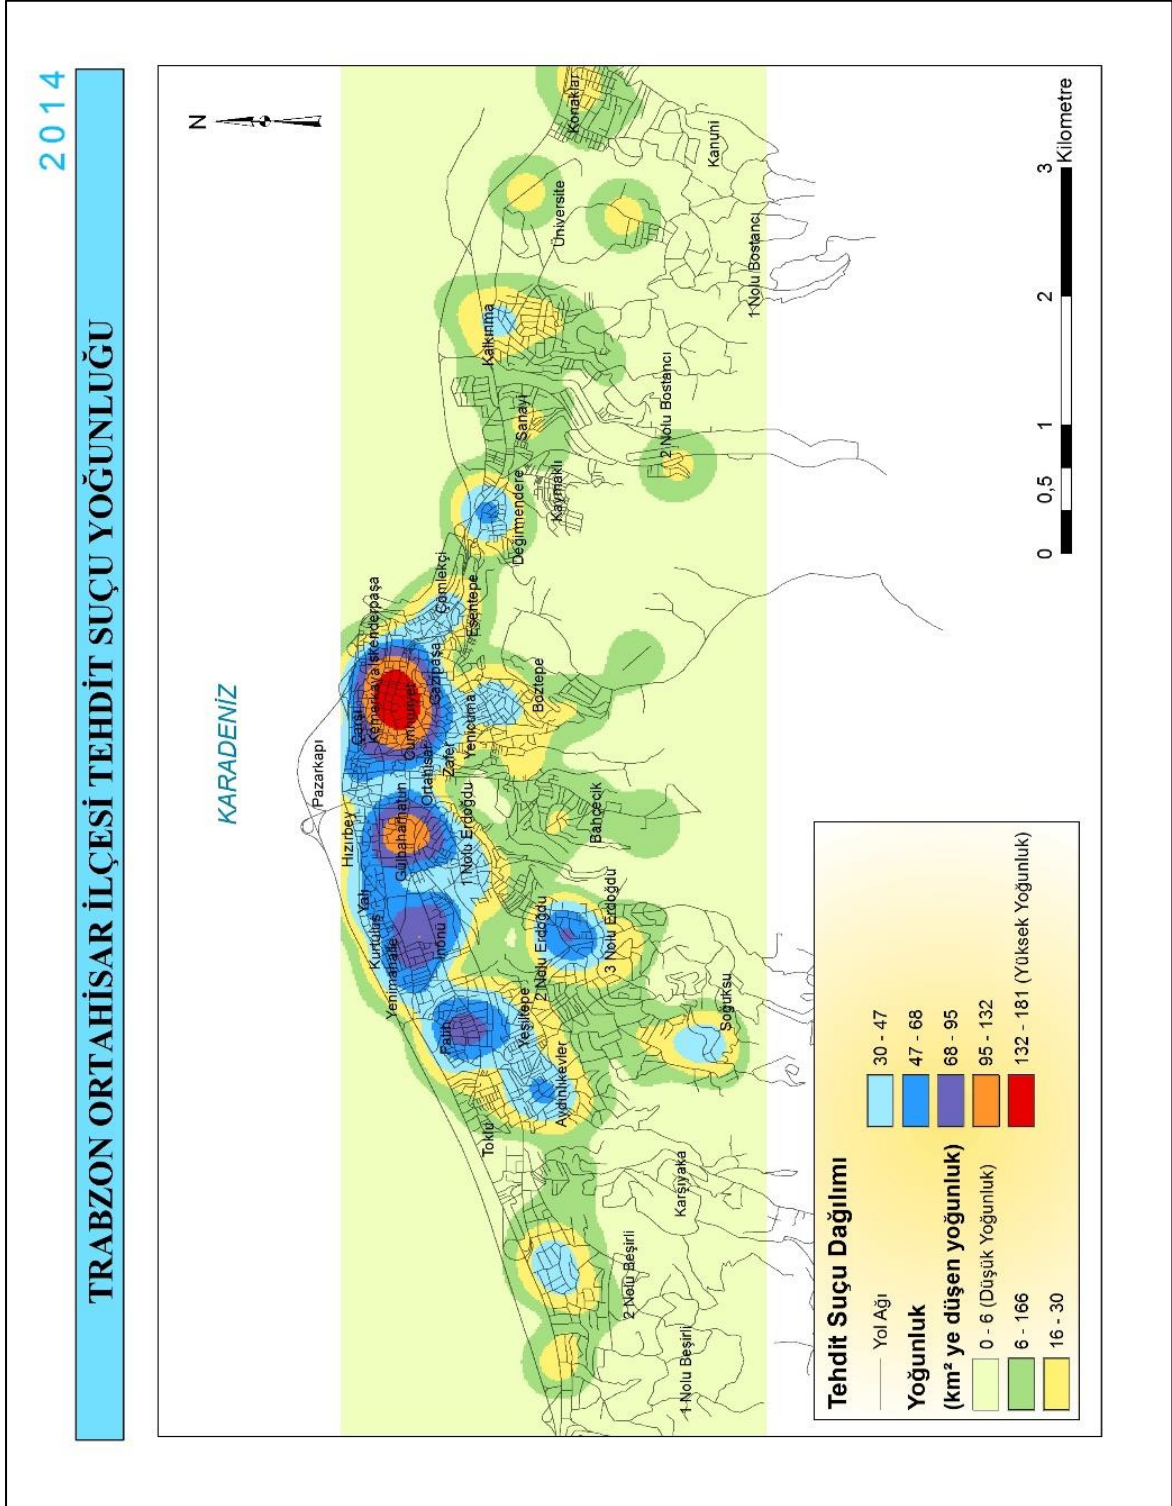 2014
TRABZON ORTAHİSAR İLÇESİ TEHDİT SUÇU YOĞUNLUĞU
N
KARADENİZ
Pazarkapı
Hızırbey
Çarşı
Kemerkaya
İskenderpaşa
Cumhuriyet
Gazipaşa
Çömlekçi
Esentepe
Ortahisar
Zafer
Yenicuma
Gülbaharhatun
1 Nolu Erdoğdu
Yalı
Kurtuluş
Yenimahalle
İnönü
Fatih
Yeşiltepe
2 Nolu Erdoğdu
3 Nolu Erdoğdu
Bahçecik
Boztepe
Değirmendere
Kaymaklı
Sanayi
Kalkınma
Üniversite
Konaklar
Kanuni
1 Nolu Bostancı
2 Nolu Bostancı
Aydınlıkevler
Toklu
Soğuksu
Karşıyaka
2 Nolu Beşirli
1 Nolu Beşirli
0 0,5 1 2 3
Kilometre
Tehdit Suçu Dağılımı
Yol Ağı
Yoğunluk
(km² ye düşen yoğunluk)
0 - 6 (Düşük Yoğunluk)
6 - 166
16 - 30
30 - 47
47 - 68
68 - 95
95 - 132
132 - 181 (Yüksek Yoğunluk)